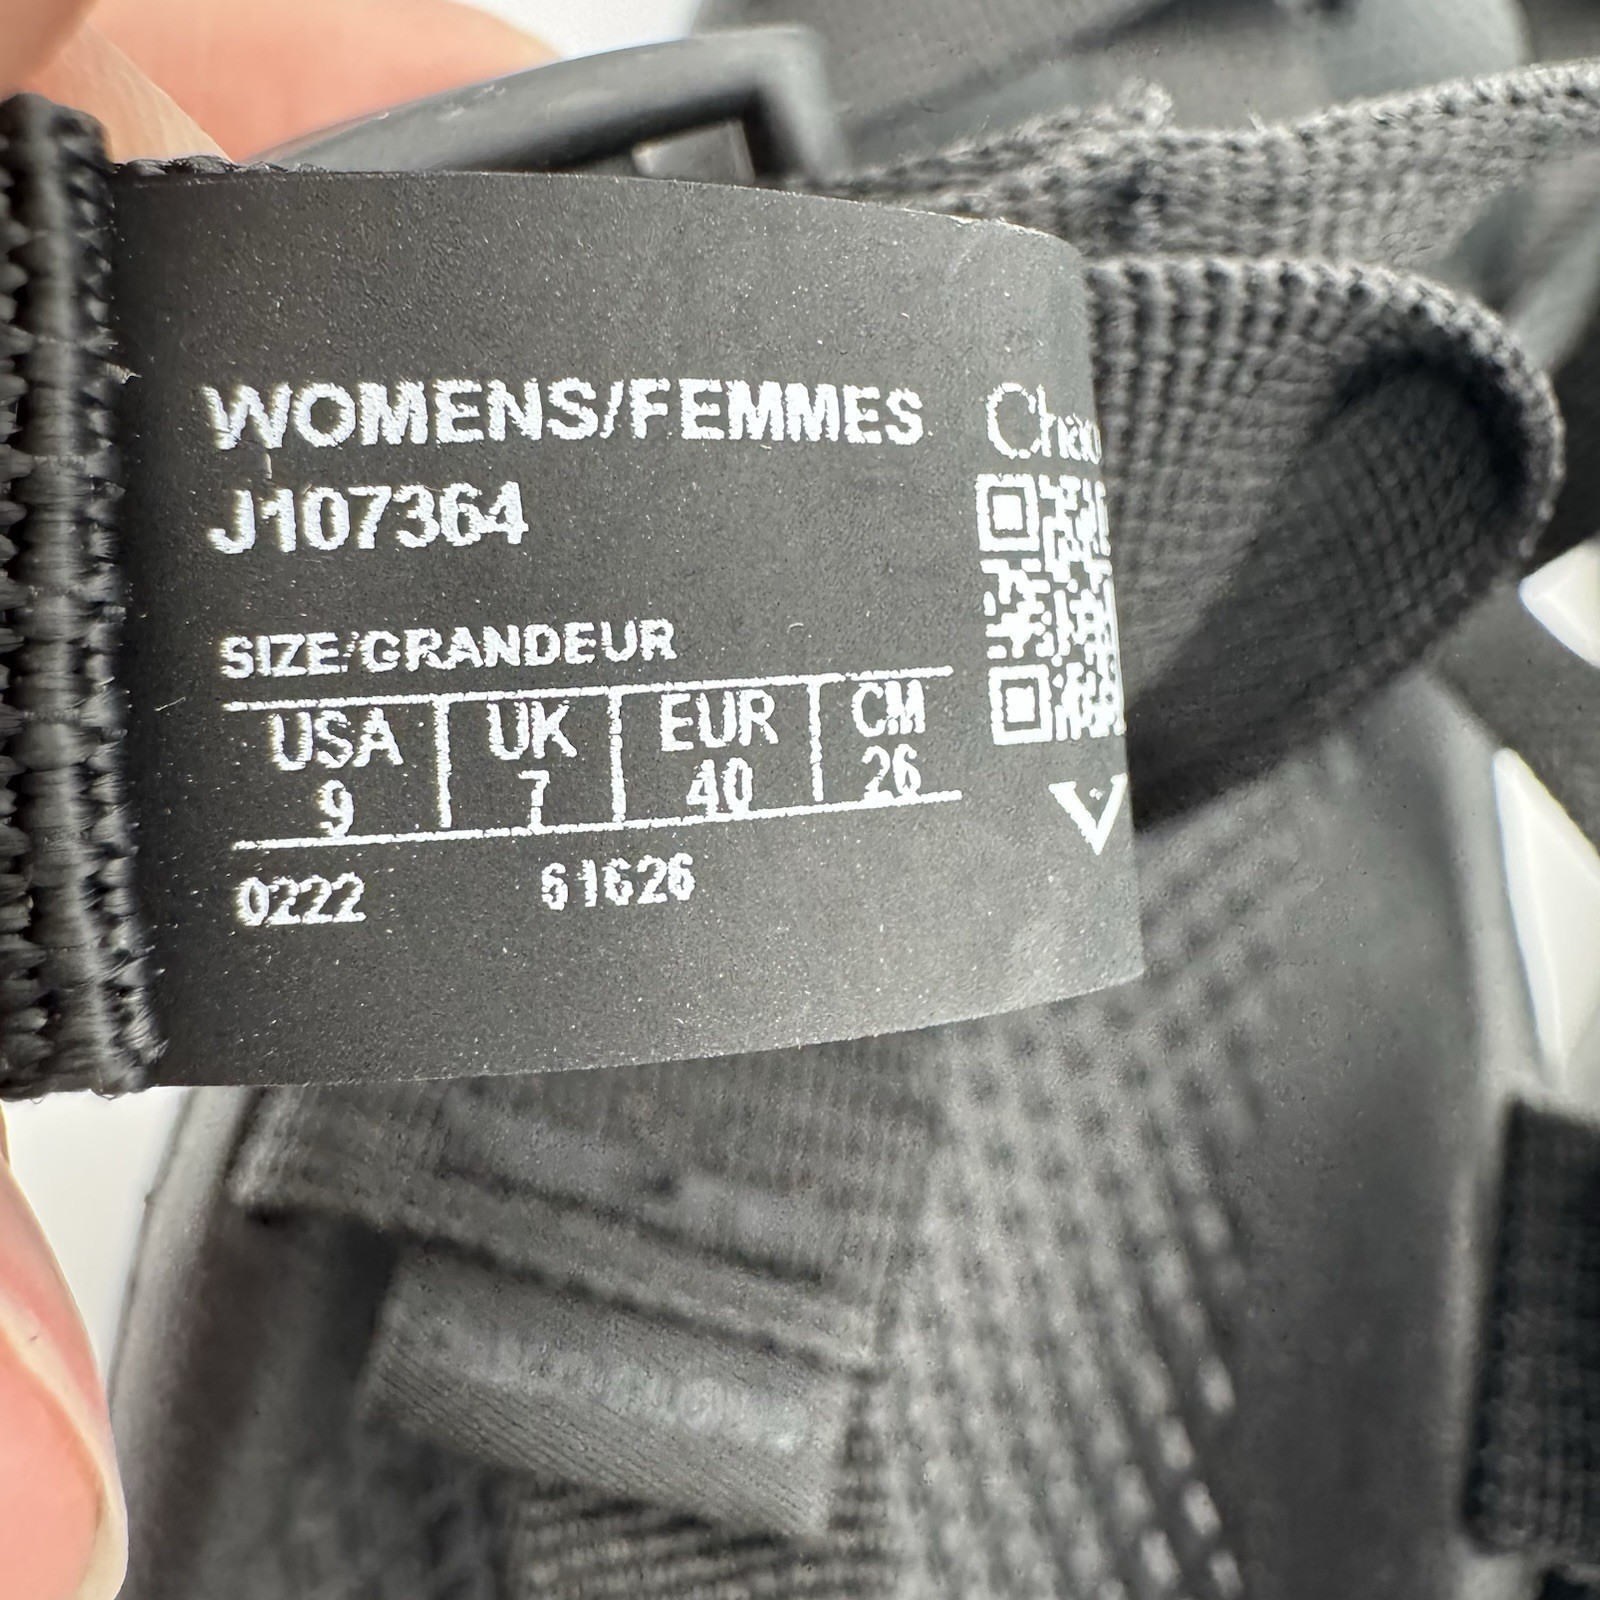 WOMENS/FEMMES
J107364
SIZE/GRANDEUR
USA UK EUR CM
9 7 40 26
0222 61626